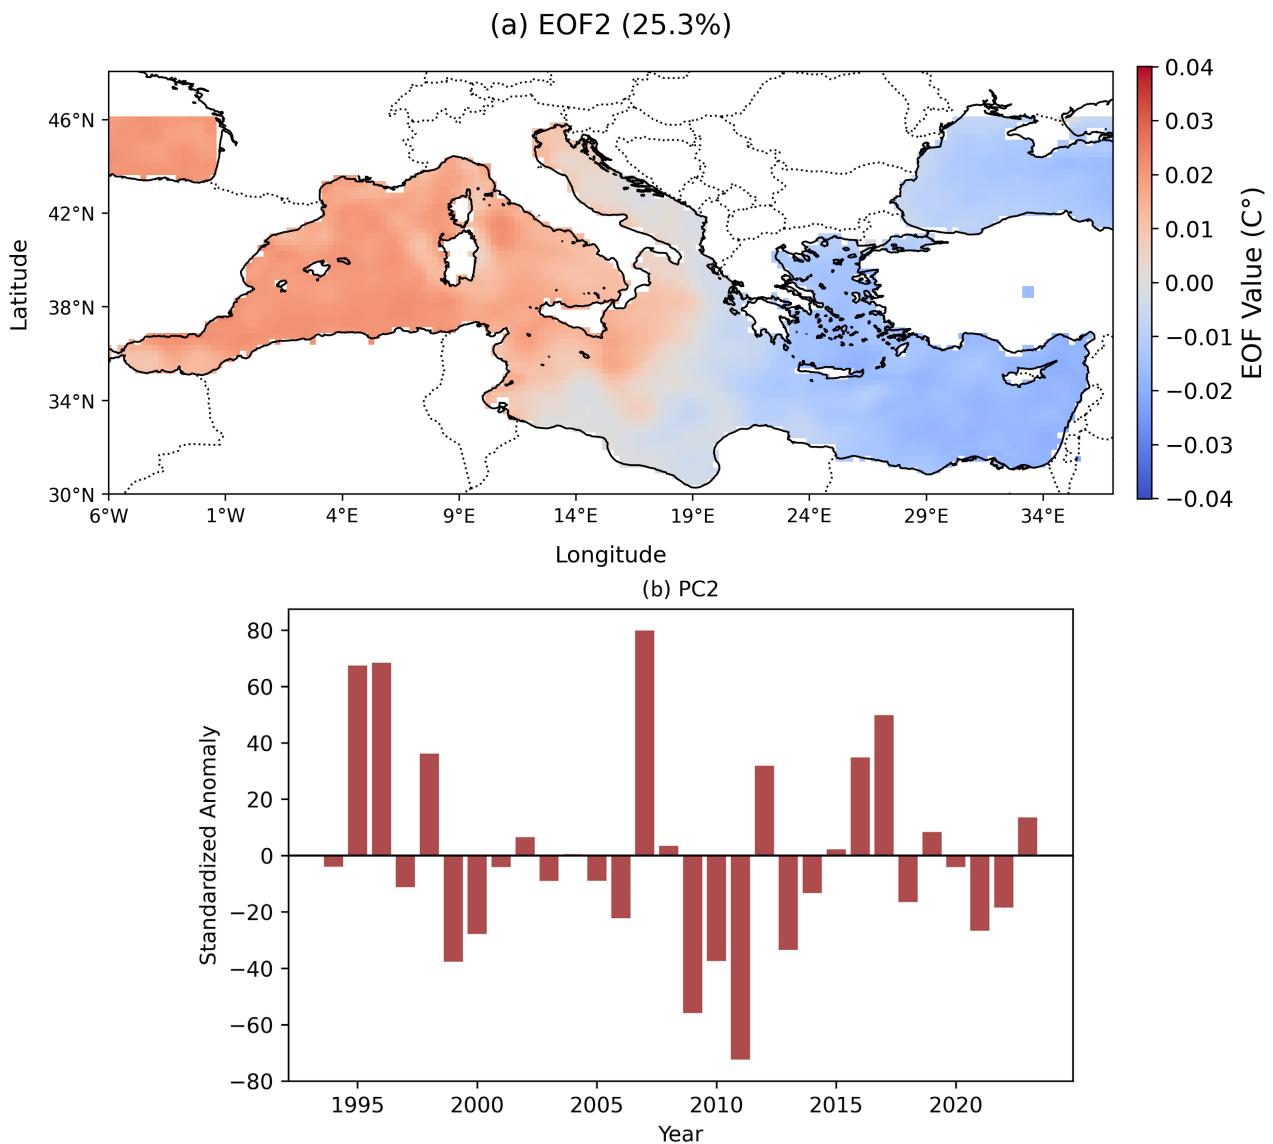 (a) EOF2 (25.3%)
46°N
42°N
38°N
34°N
30°N
Latitude
6°W 1°W 4°E 9°E 14°E 19°E 24°E 29°E 34°E
Longitude
0.04
0.03
0.02
0.01
0.00
−0.01
−0.02
−0.03
−0.04
EOF Value (C°)
(b) PC2
80
60
40
20
0
−20
−40
−60
−80
Standardized Anomaly
1995 2000 2005 2010 2015 2020
Year